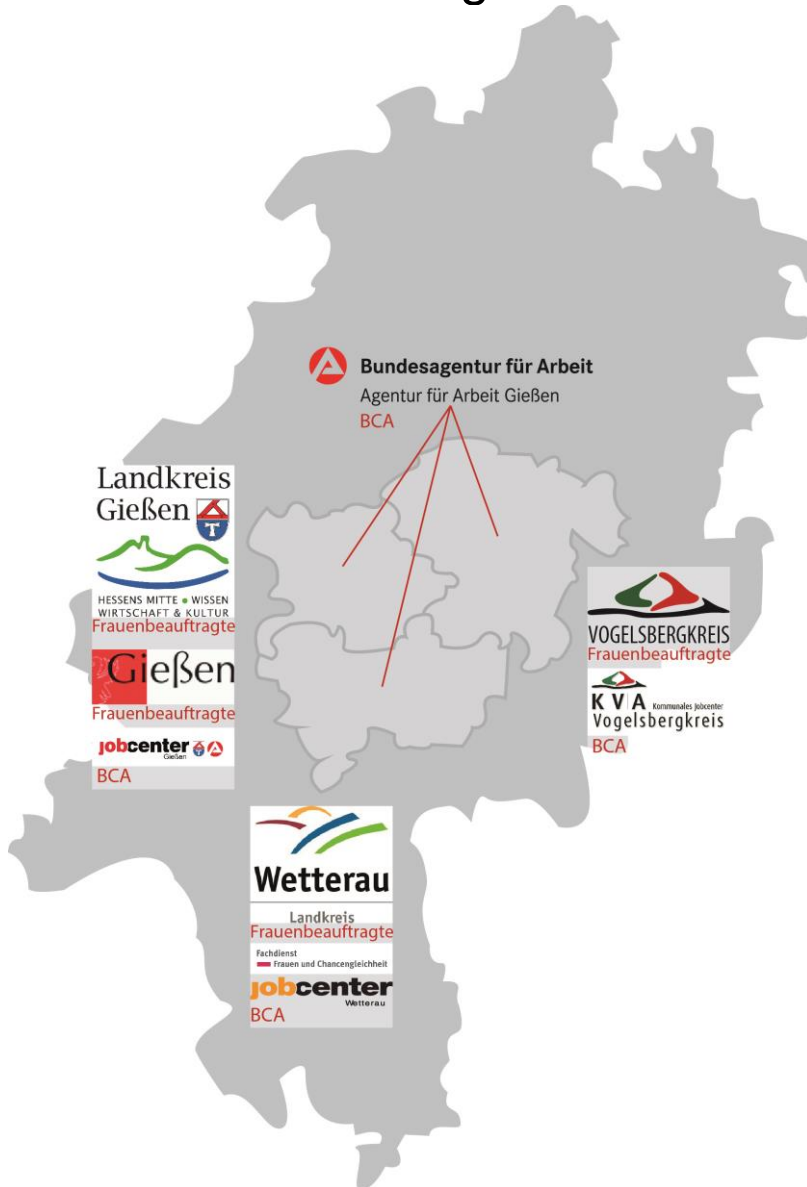 Bundesagentur für Arbeit
Agentur für Arbeit Gießen
BCA
Landkreis
Gießen
HESSENS MITTE • WISSEN
WIRTSCHAFT & KULTUR
Frauenbeauftragte
Gießen
Frauenbeauftragte
jobcenter
Gießen
BCA
VOGELSBERGKREIS
Frauenbeauftragte
KVA Kommunales Jobcenter
Vogelsbergkreis
BCA
Wetterau
Landkreis
Frauenbeauftragte
Fachdienst
Frauen und Chancengleichheit
jobcenter
Wetterau
BCA